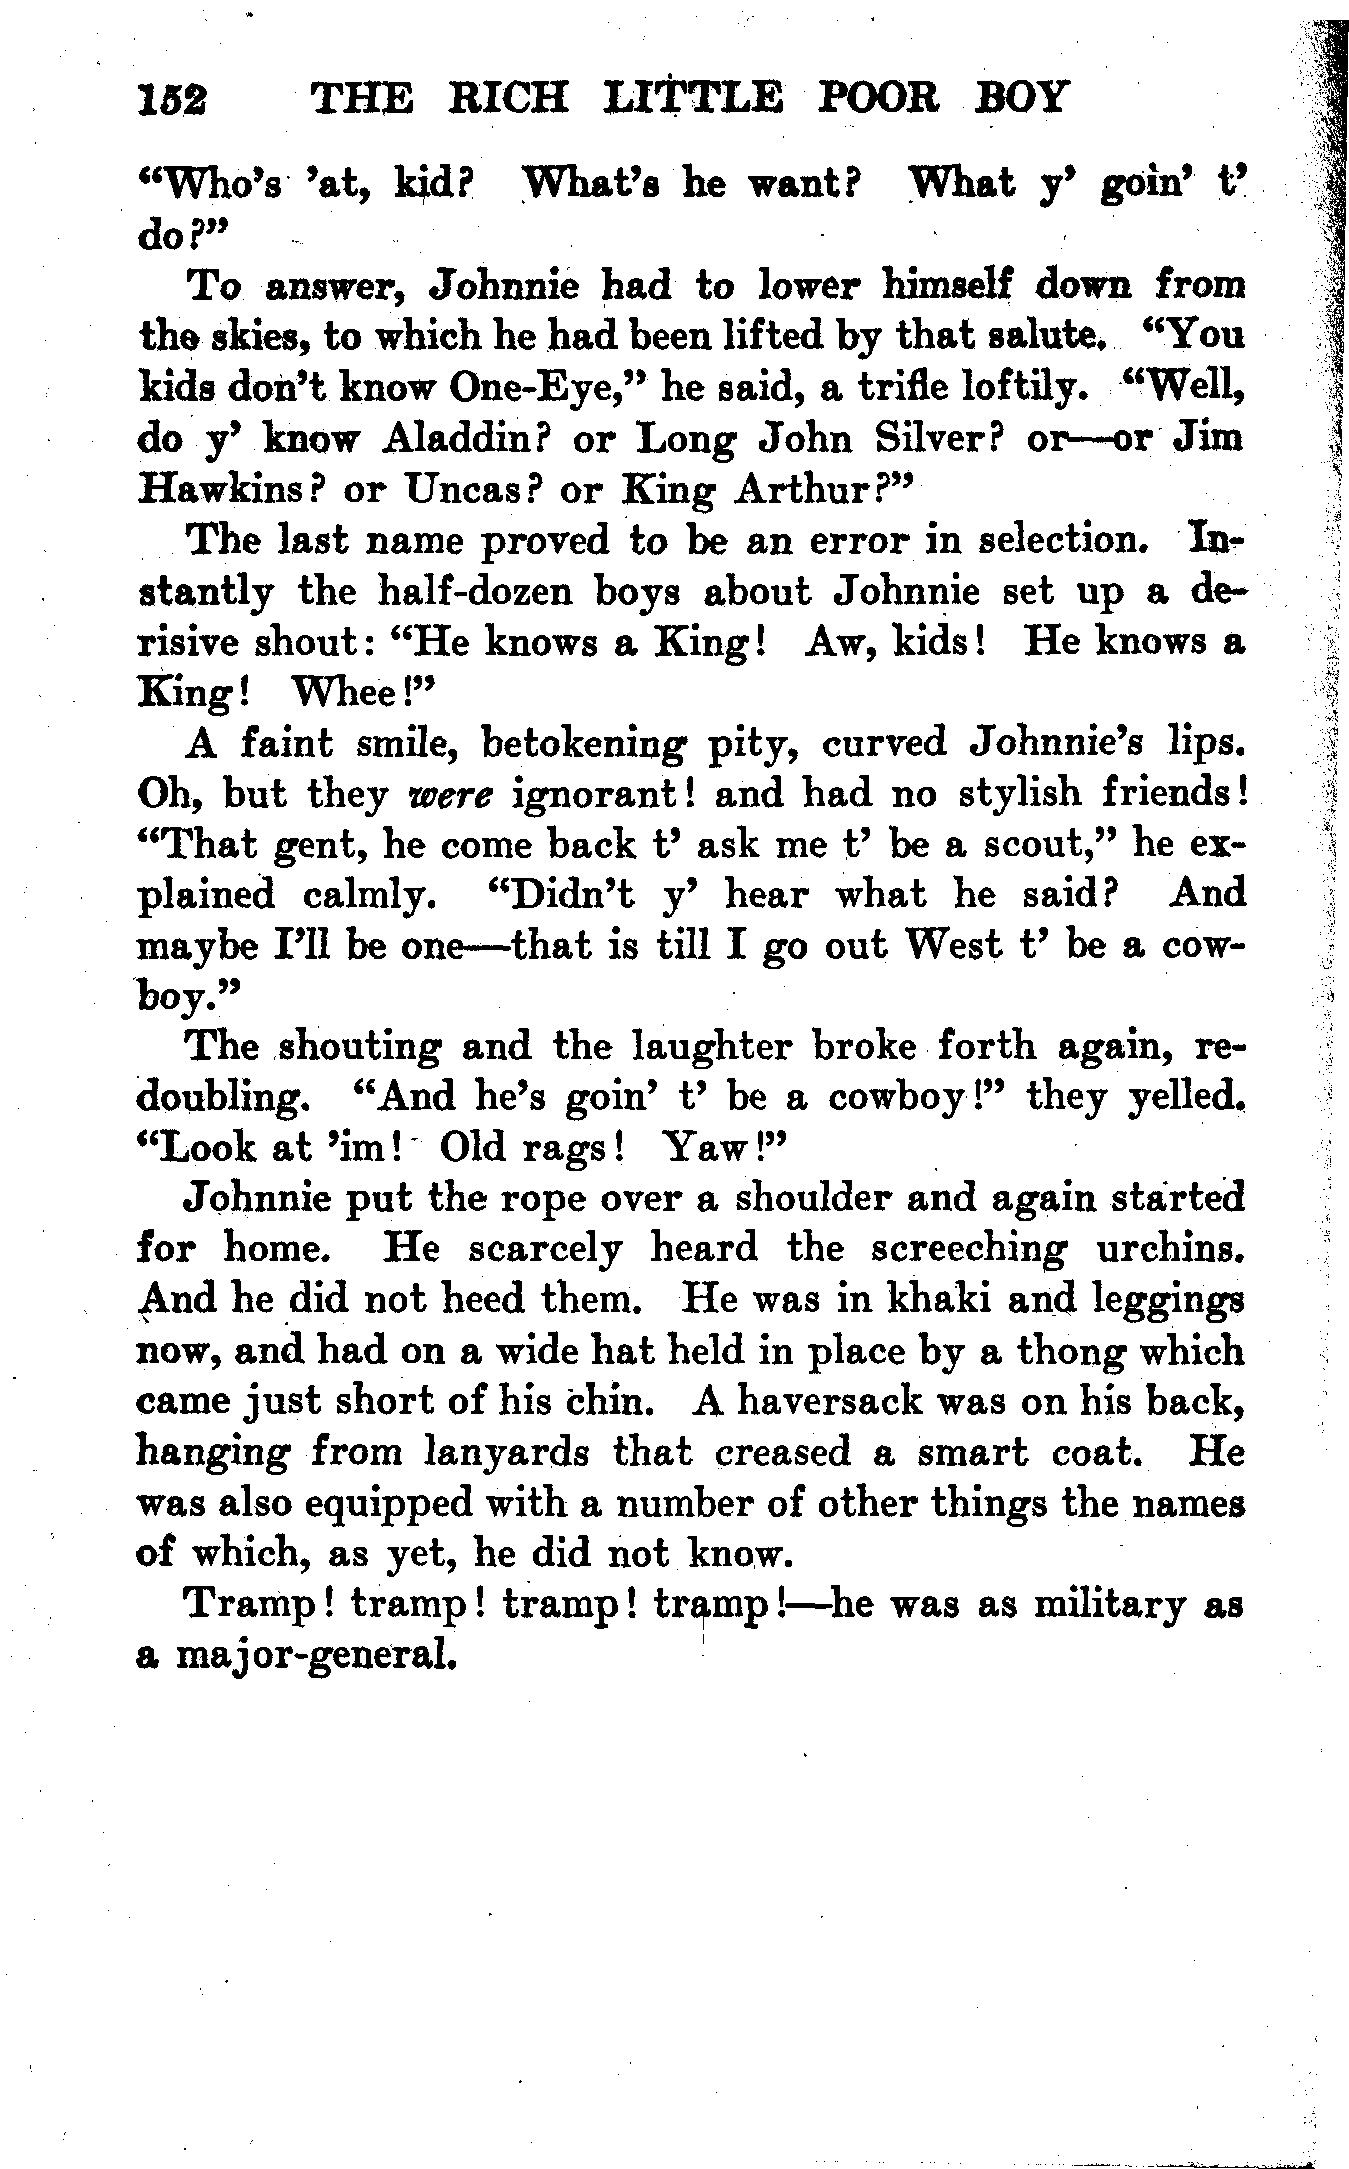 152 THE RICH LITTLE POOR BOY
“Who’s ’at, kid? What’s he want? What y’ goin’ t’
do?”
To answer, Johnnie had to lower himself down from
the skies, to which he had been lifted by that salute. “You
kids don’t know One-Eye,” he said, a trifle loftily. “Well,
do y’ know Aladdin? or Long John Silver? or—or Jim
Hawkins? or Uncas? or King Arthur?”
The last name proved to be an error in selection. In-
stantly the half-dozen boys about Johnnie set up a de-
risive shout: “He knows a King! Aw, kids! He knows a
King! Whee!”
A faint smile, betokening pity, curved Johnnie’s lips.
Oh, but they were ignorant! and had no stylish friends!
“That gent, he come back t’ ask me t’ be a scout,” he ex-
plained calmly. “Didn’t y’ hear what he said? And
maybe I’ll be one—that is till I go out West t’ be a cow-
boy.”
The shouting and the laughter broke forth again, re-
doubling. “And he’s goin’ t’ be a cowboy!” they yelled.
“Look at ’im! Old rags! Yaw!”
Johnnie put the rope over a shoulder and again started
for home. He scarcely heard the screeching urchins.
And he did not heed them. He was in khaki and leggings
now, and had on a wide hat held in place by a thong which
came just short of his chin. A haversack was on his back,
hanging from lanyards that creased a smart coat. He
was also equipped with a number of other things the names
of which, as yet, he did not know.
Tramp! tramp! tramp! tramp!—he was as military as
a major-general.